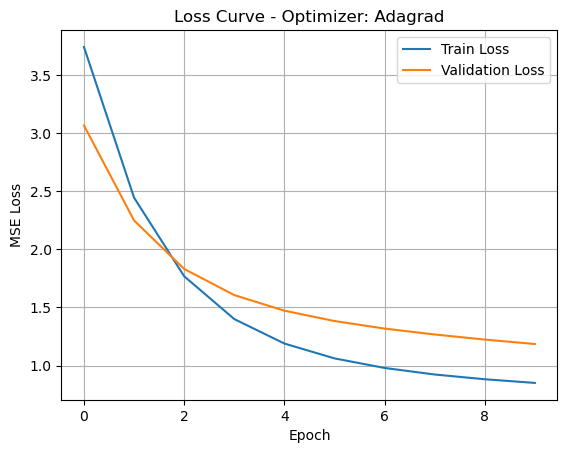 Loss Curve - Optimizer: Adagrad
Train Loss
Validation Loss
MSE Loss
3.5
3.0
2.5
2.0
1.5
1.0
0 2 4 6 8
Epoch